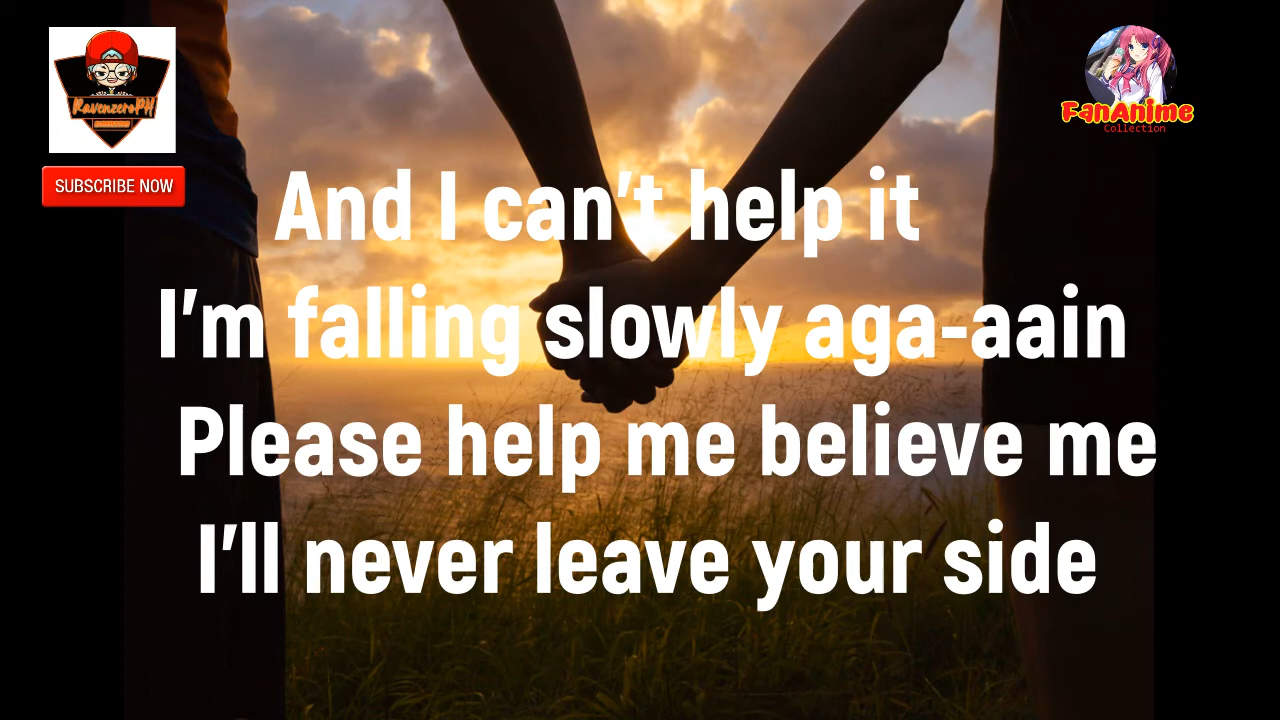 RavenzeroPH
SUBSCRIBE NOW
FanAnime
Collection
And I can't help it
I'm falling slowly aga-aain
Please help me believe me
I'll never leave your side